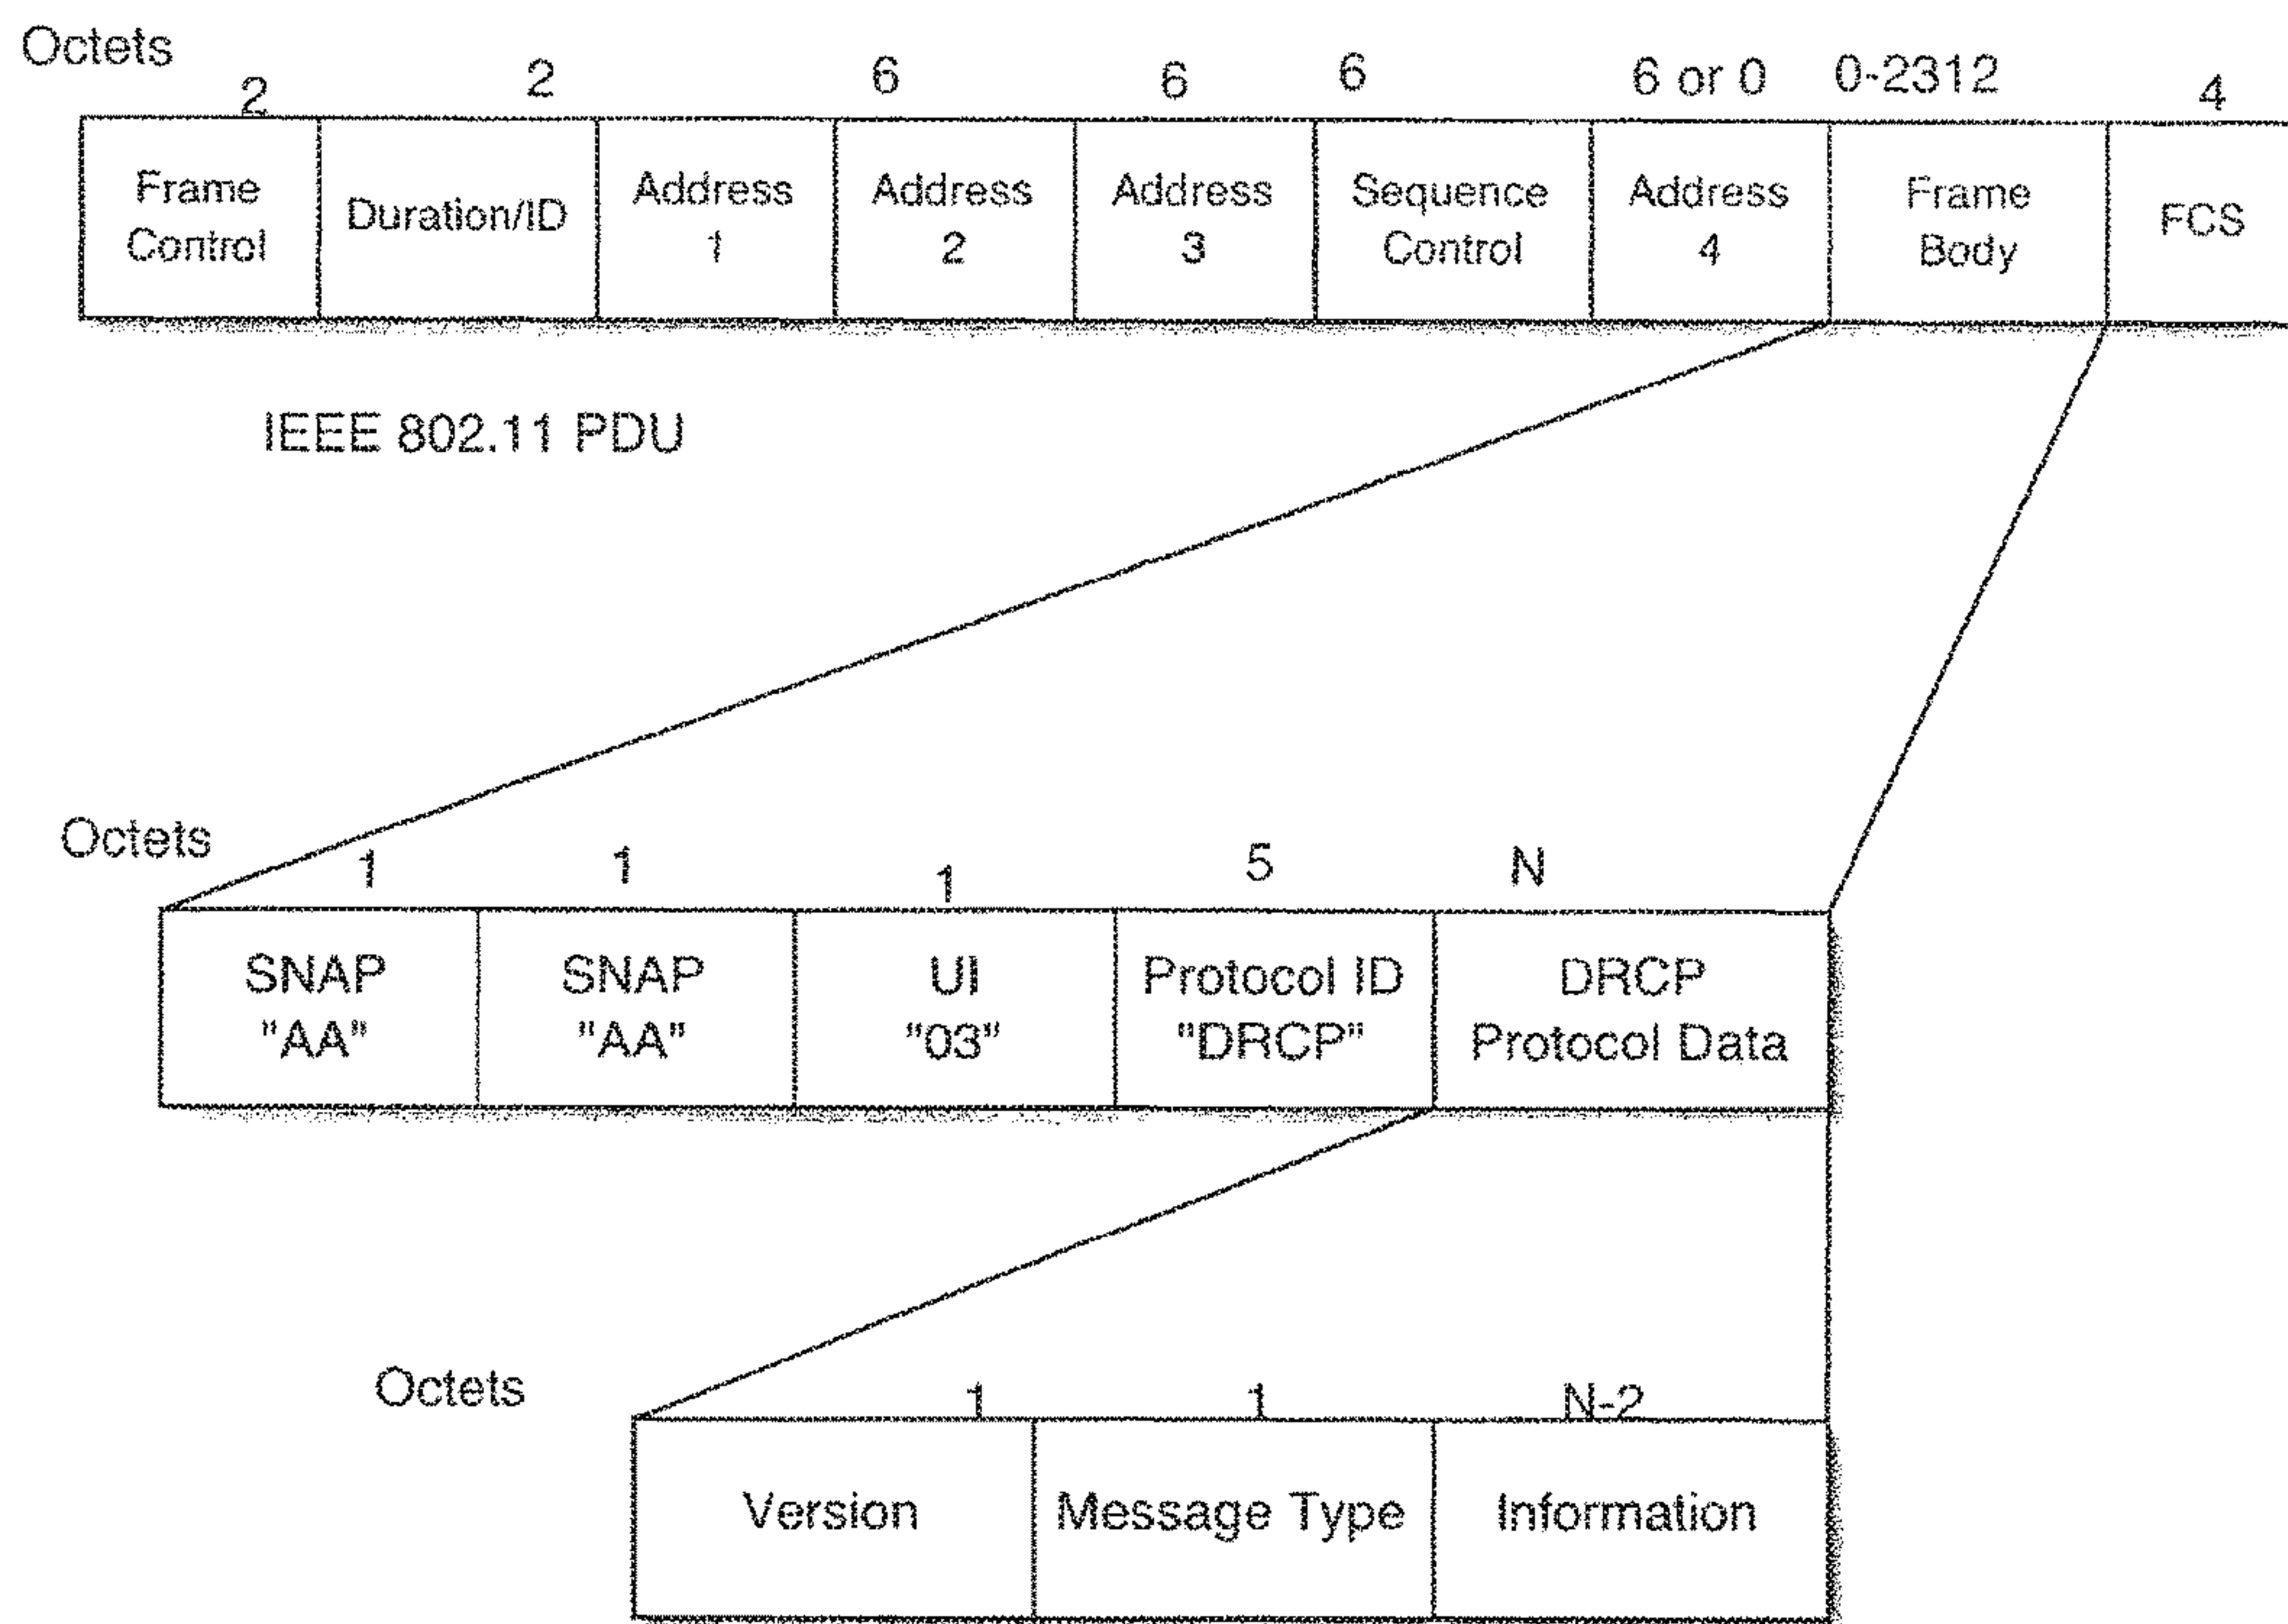 Octets
2 2 6 6 6 6 or 0 0-2312 4
Frame Control
Duration/ID
Address 1
Address 2
Address 3
Sequence Control
Address 4
Frame Body
FCS
IEEE 802.11 PDU
Octets
1 1 1 5 N
SNAP "AA"
SNAP "AA"
UI "03"
Protocol ID "DRCP"
DRCP Protocol Data
Octets
1 1 N-2
Version
Message Type
Information